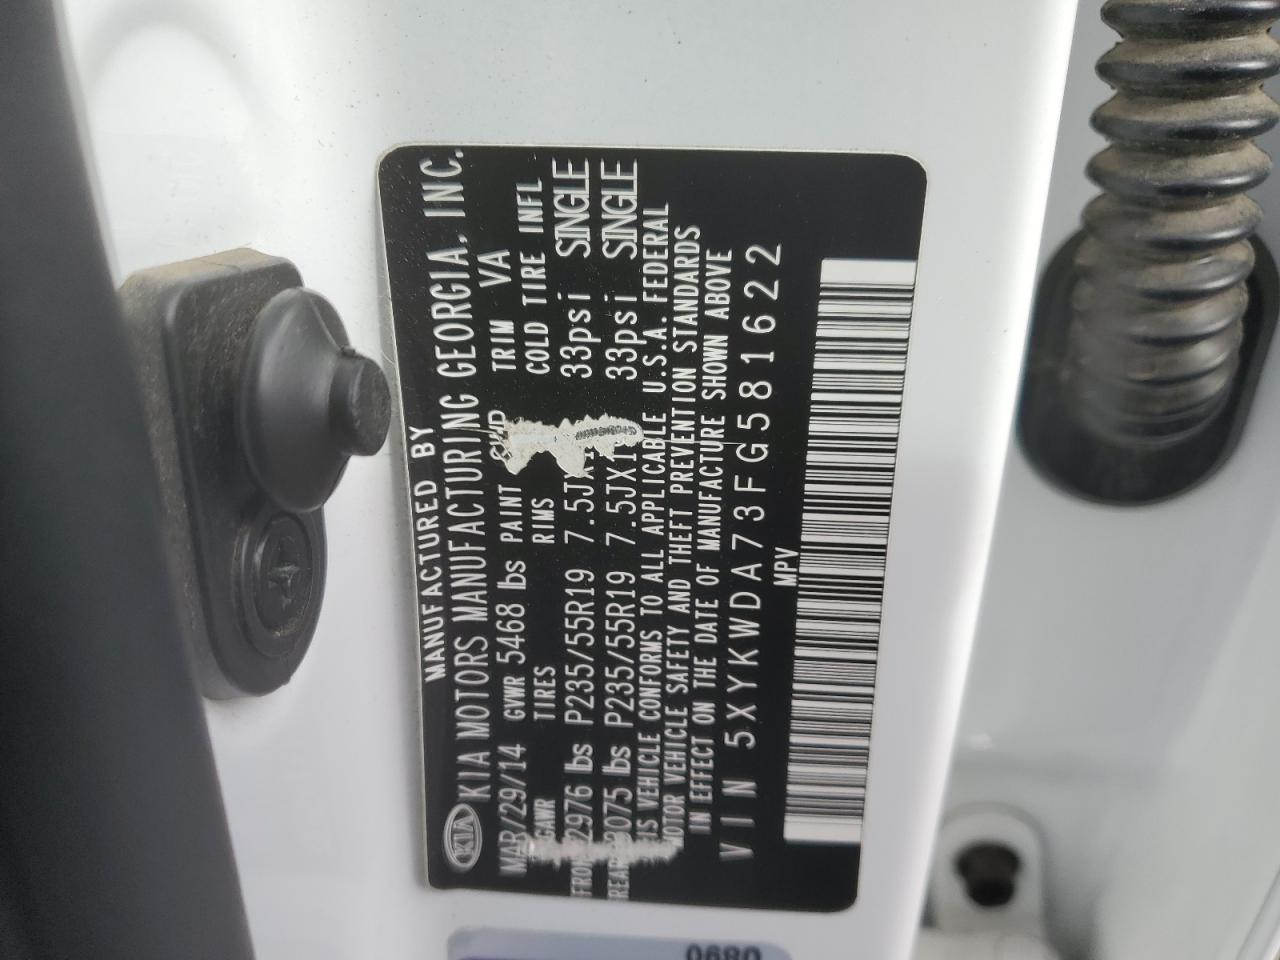 MANUFACTURED BY
KIA KIA MOTORS MANUFACTURING GEORGIA, INC.
MAR/29/14 GVWR 5468 lbs PAINT TRIM VA
GAWR TIRES RIMS COLD TIRE INFL
FRONT 2976 lbs P235/55R19 7.5JX 33psi SINGLE
REAR 3075 lbs P235/55R19 7.5JX1 33psi SINGLE
THIS VEHICLE CONFORMS TO ALL APPLICABLE U.S.A. FEDERAL
MOTOR VEHICLE SAFETY AND THEFT PREVENTION STANDARDS
IN EFFECT ON THE DATE OF MANUFACTURE SHOWN ABOVE
VIN 5XYKWDA73FG581622
MPV
0680